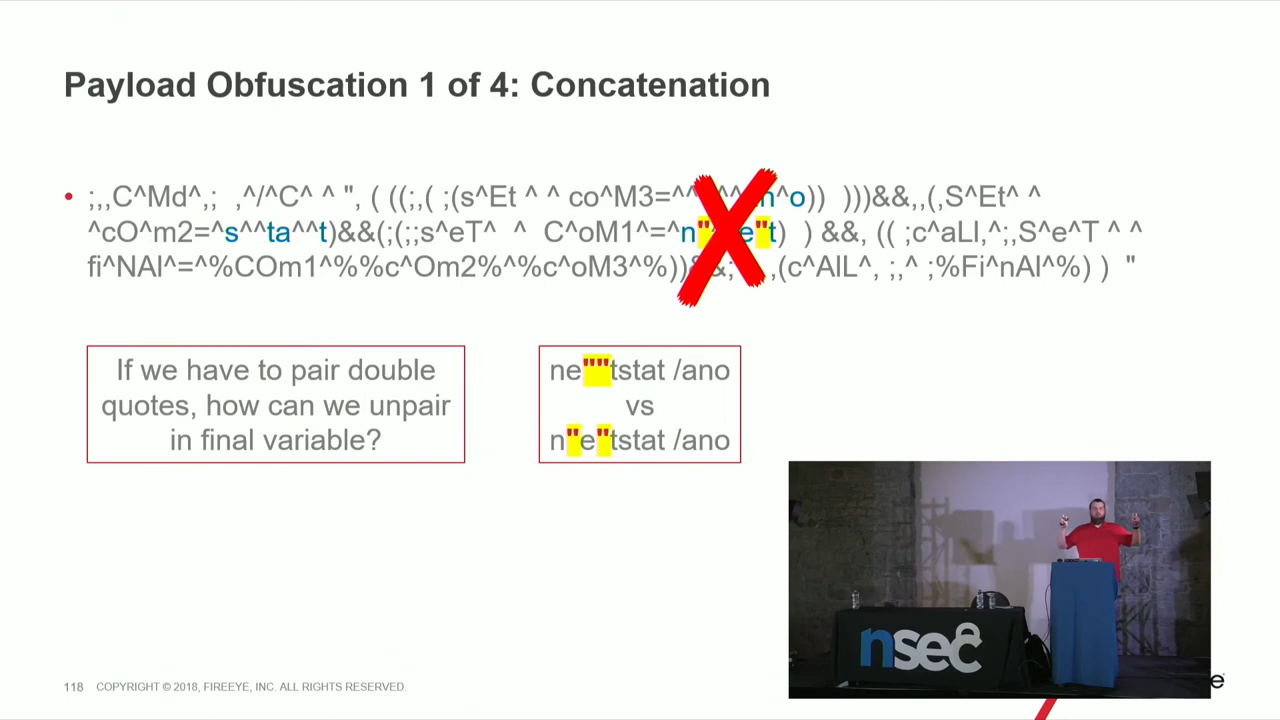 Payload Obfuscation 1 of 4: Concatenation
• ;,,C^Md^,; ,^/^C^ ^ ", ( ((;,( ;(s^Et ^ ^ co^M3=^^ ^^ n^o)) )))&&,,(,S^Et^ ^
^cO^m2=^s^^ta^^t)&&(;(;;s^eT^ ^ C^oM1^=^n" e"t) ) &&, (( ;c^aLl,^;,S^e^T ^ ^
fi^NAl^=^%COm1^%%c^Om2%^%c^oM3^%))&&; ,(c^AlL^, ;,^ ;%Fi^nAl^%) ) "
If we have to pair double
quotes, how can we unpair
in final variable?
ne""tstat /ano
vs
n"e"tstat /ano
nsec
118 COPYRIGHT © 2018, FIREEYE, INC. ALL RIGHTS RESERVED.